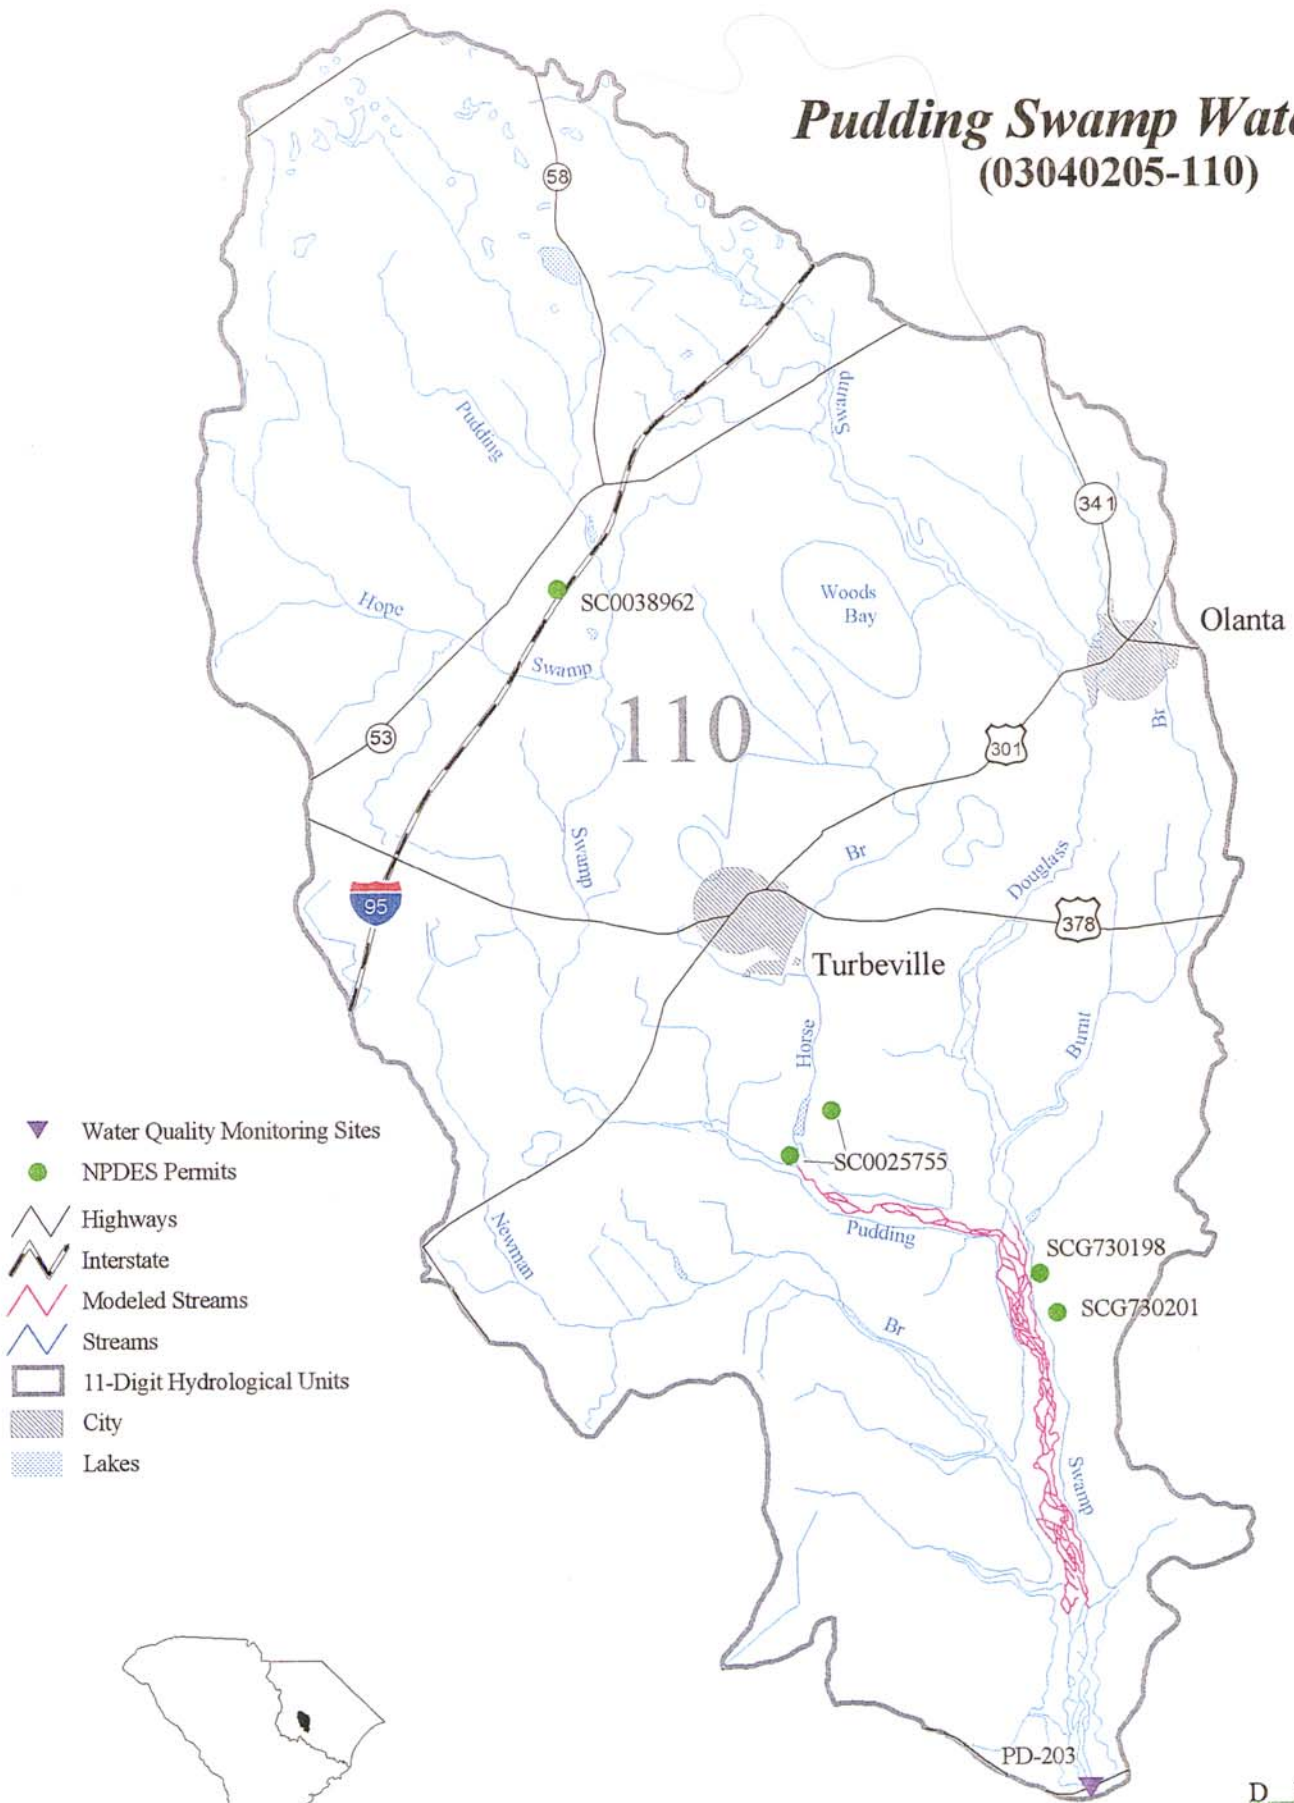 Pudding Swamp Wate
(03040205-110)
58
Pudding
Swamp
341
Hope
SC0038962
Woods
Bay
Olanta
Swamp
110
53
301
Br
Swamp
Br
Douglass
95
378
Turbeville
Horse
Burnt
SC0025755
Newman
Pudding
SCG730198
SCG730201
Br
Swamp
PD-203
Water Quality Monitoring Sites
NPDES Permits
Highways
Interstate
Modeled Streams
Streams
11-Digit Hydrological Units
City
Lakes
D